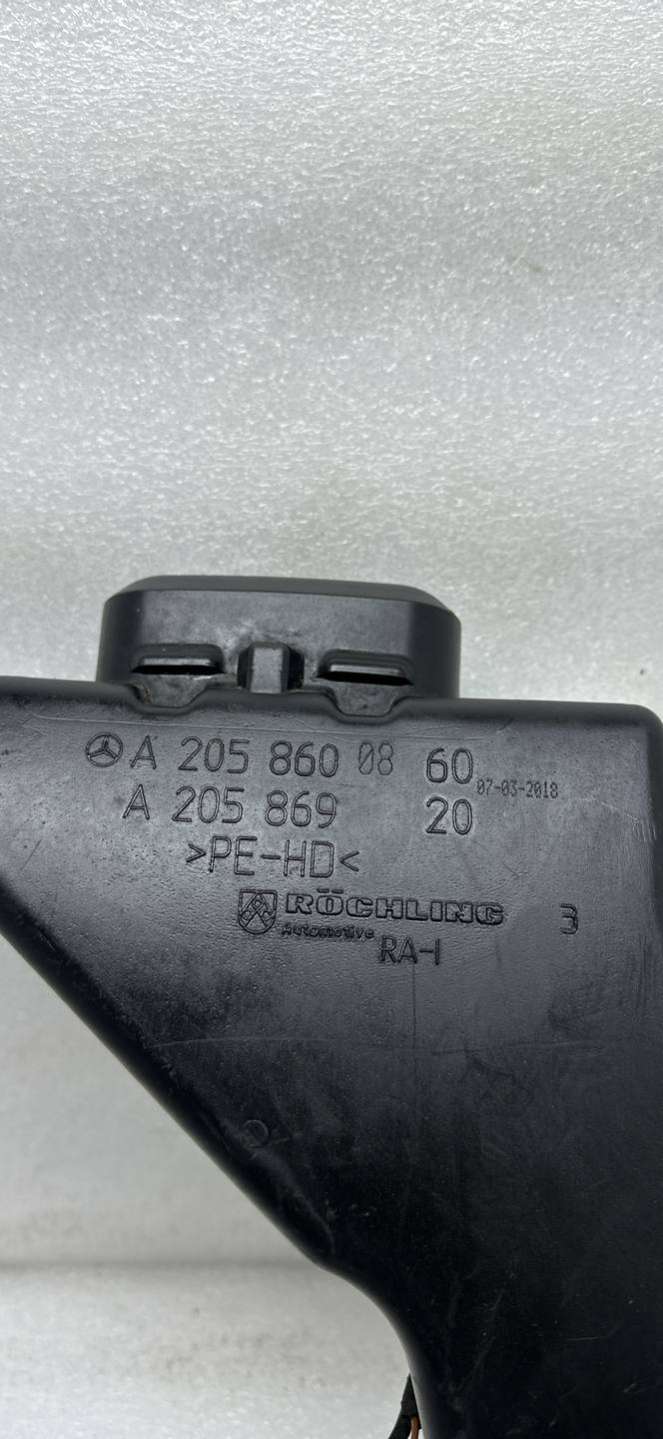 A 205 860 08 60
07-03-2018
A 205 869 20
>PE-HD<
RÖCHLING 3
Automotive
RA-I